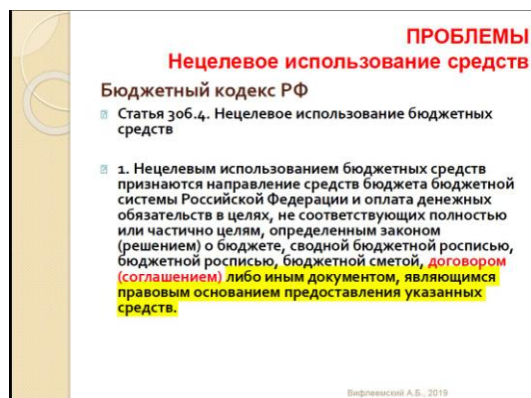 ПРОБЛЕМЫ
Нецелевое использование средств
Бюджетный кодекс РФ
Статья 306.4. Нецелевое использование бюджетных
средств
1. Нецелевым использованием бюджетных средств
признаются направление средств бюджета бюджетной
системы Российской Федерации и оплата денежных
обязательств в целях, не соответствующих полностью
или частично целям, определенным законом
(решением) о бюджете, сводной бюджетной росписью,
бюджетной росписью, бюджетной сметой, договором
(соглашением) либо иным документом, являющимся
правовым основанием предоставления указанных
средств.
Вифлеемский А.Б., 2019